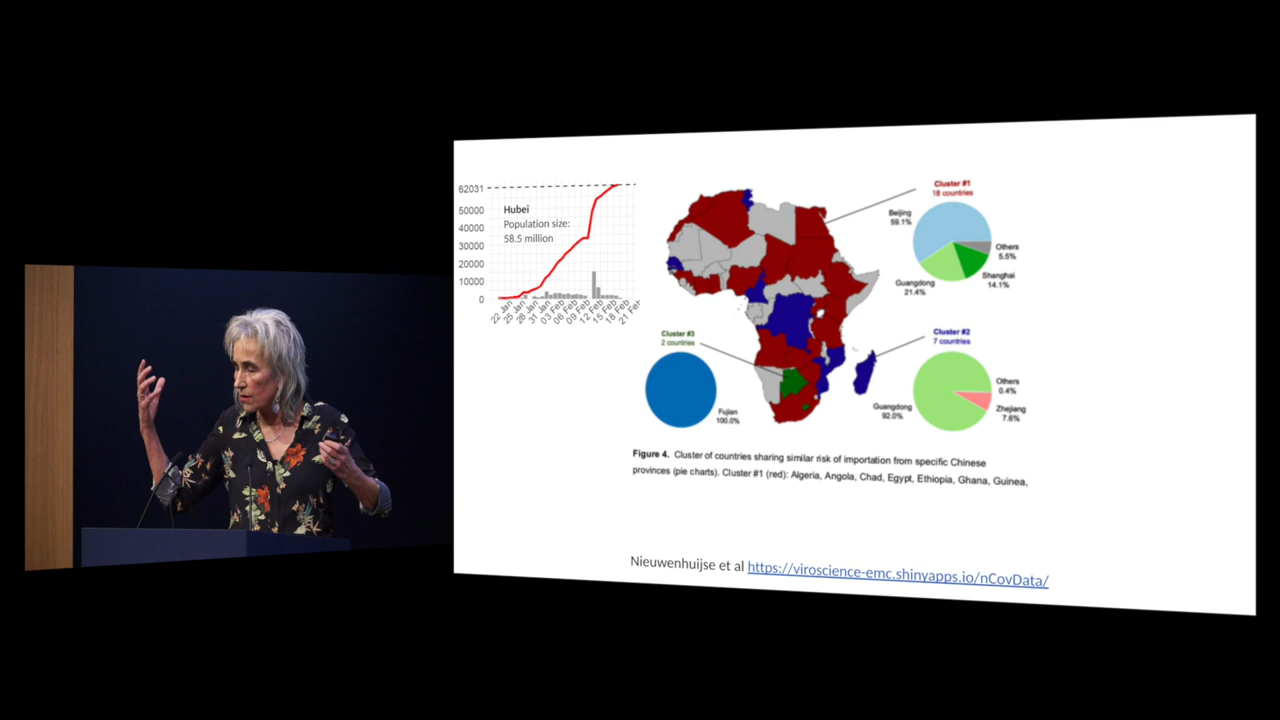 62031
50000
40000
30000
20000
10000
0
Hubei
Population size:
58.5 million
22 Jan
25 Jan
28 Jan
31 Jan
03 Feb
06 Feb
09 Feb
12 Feb
15 Feb
18 Feb
21 Feb
Cluster #1
18 countries
Beijing
59.1%
Others
5.5%
Shanghai
14.1%
Guangdong
21.4%
Cluster #3
2 countries
Fujian
100.0%
Cluster #2
7 countries
Others
0.4%
Zhejiang
7.6%
Guangdong
92.0%
Figure 4. Cluster of countries sharing similar risk of importation from specific Chinese
provinces (pie charts). Cluster #1 (red): Algeria, Angola, Chad, Egypt, Ethiopia, Ghana, Guinea,
Nieuwenhuijse et al https://viroscience-emc.shinyapps.io/nCovData/